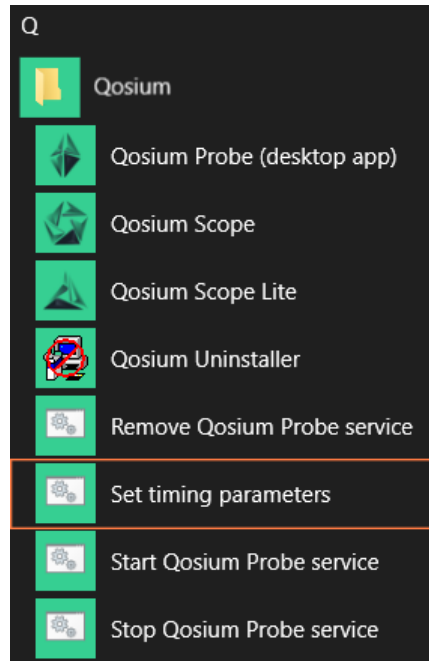 Q
Qosium
Qosium Probe (desktop app)
Qosium Scope
Qosium Scope Lite
Qosium Uninstaller
Remove Qosium Probe service
Set timing parameters
Start Qosium Probe service
Stop Qosium Probe service